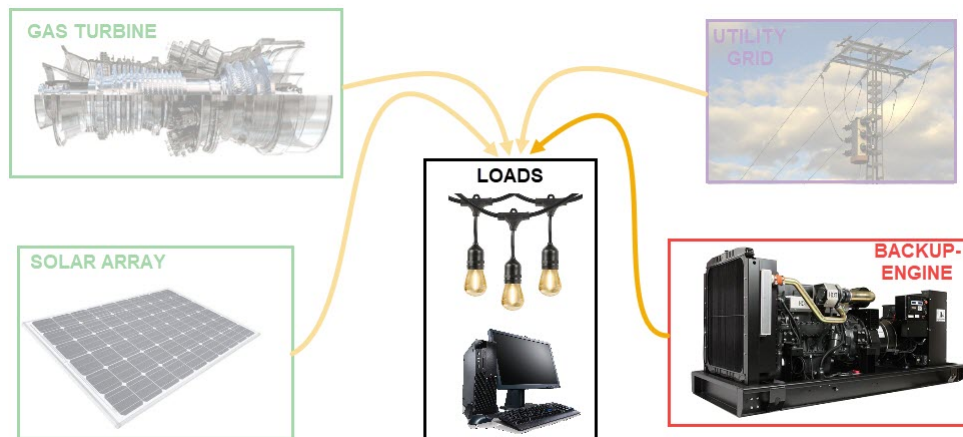 GAS TURBINE
UTILITY
GRID
LOADS
SOLAR ARRAY
BACKUP-
ENGINE